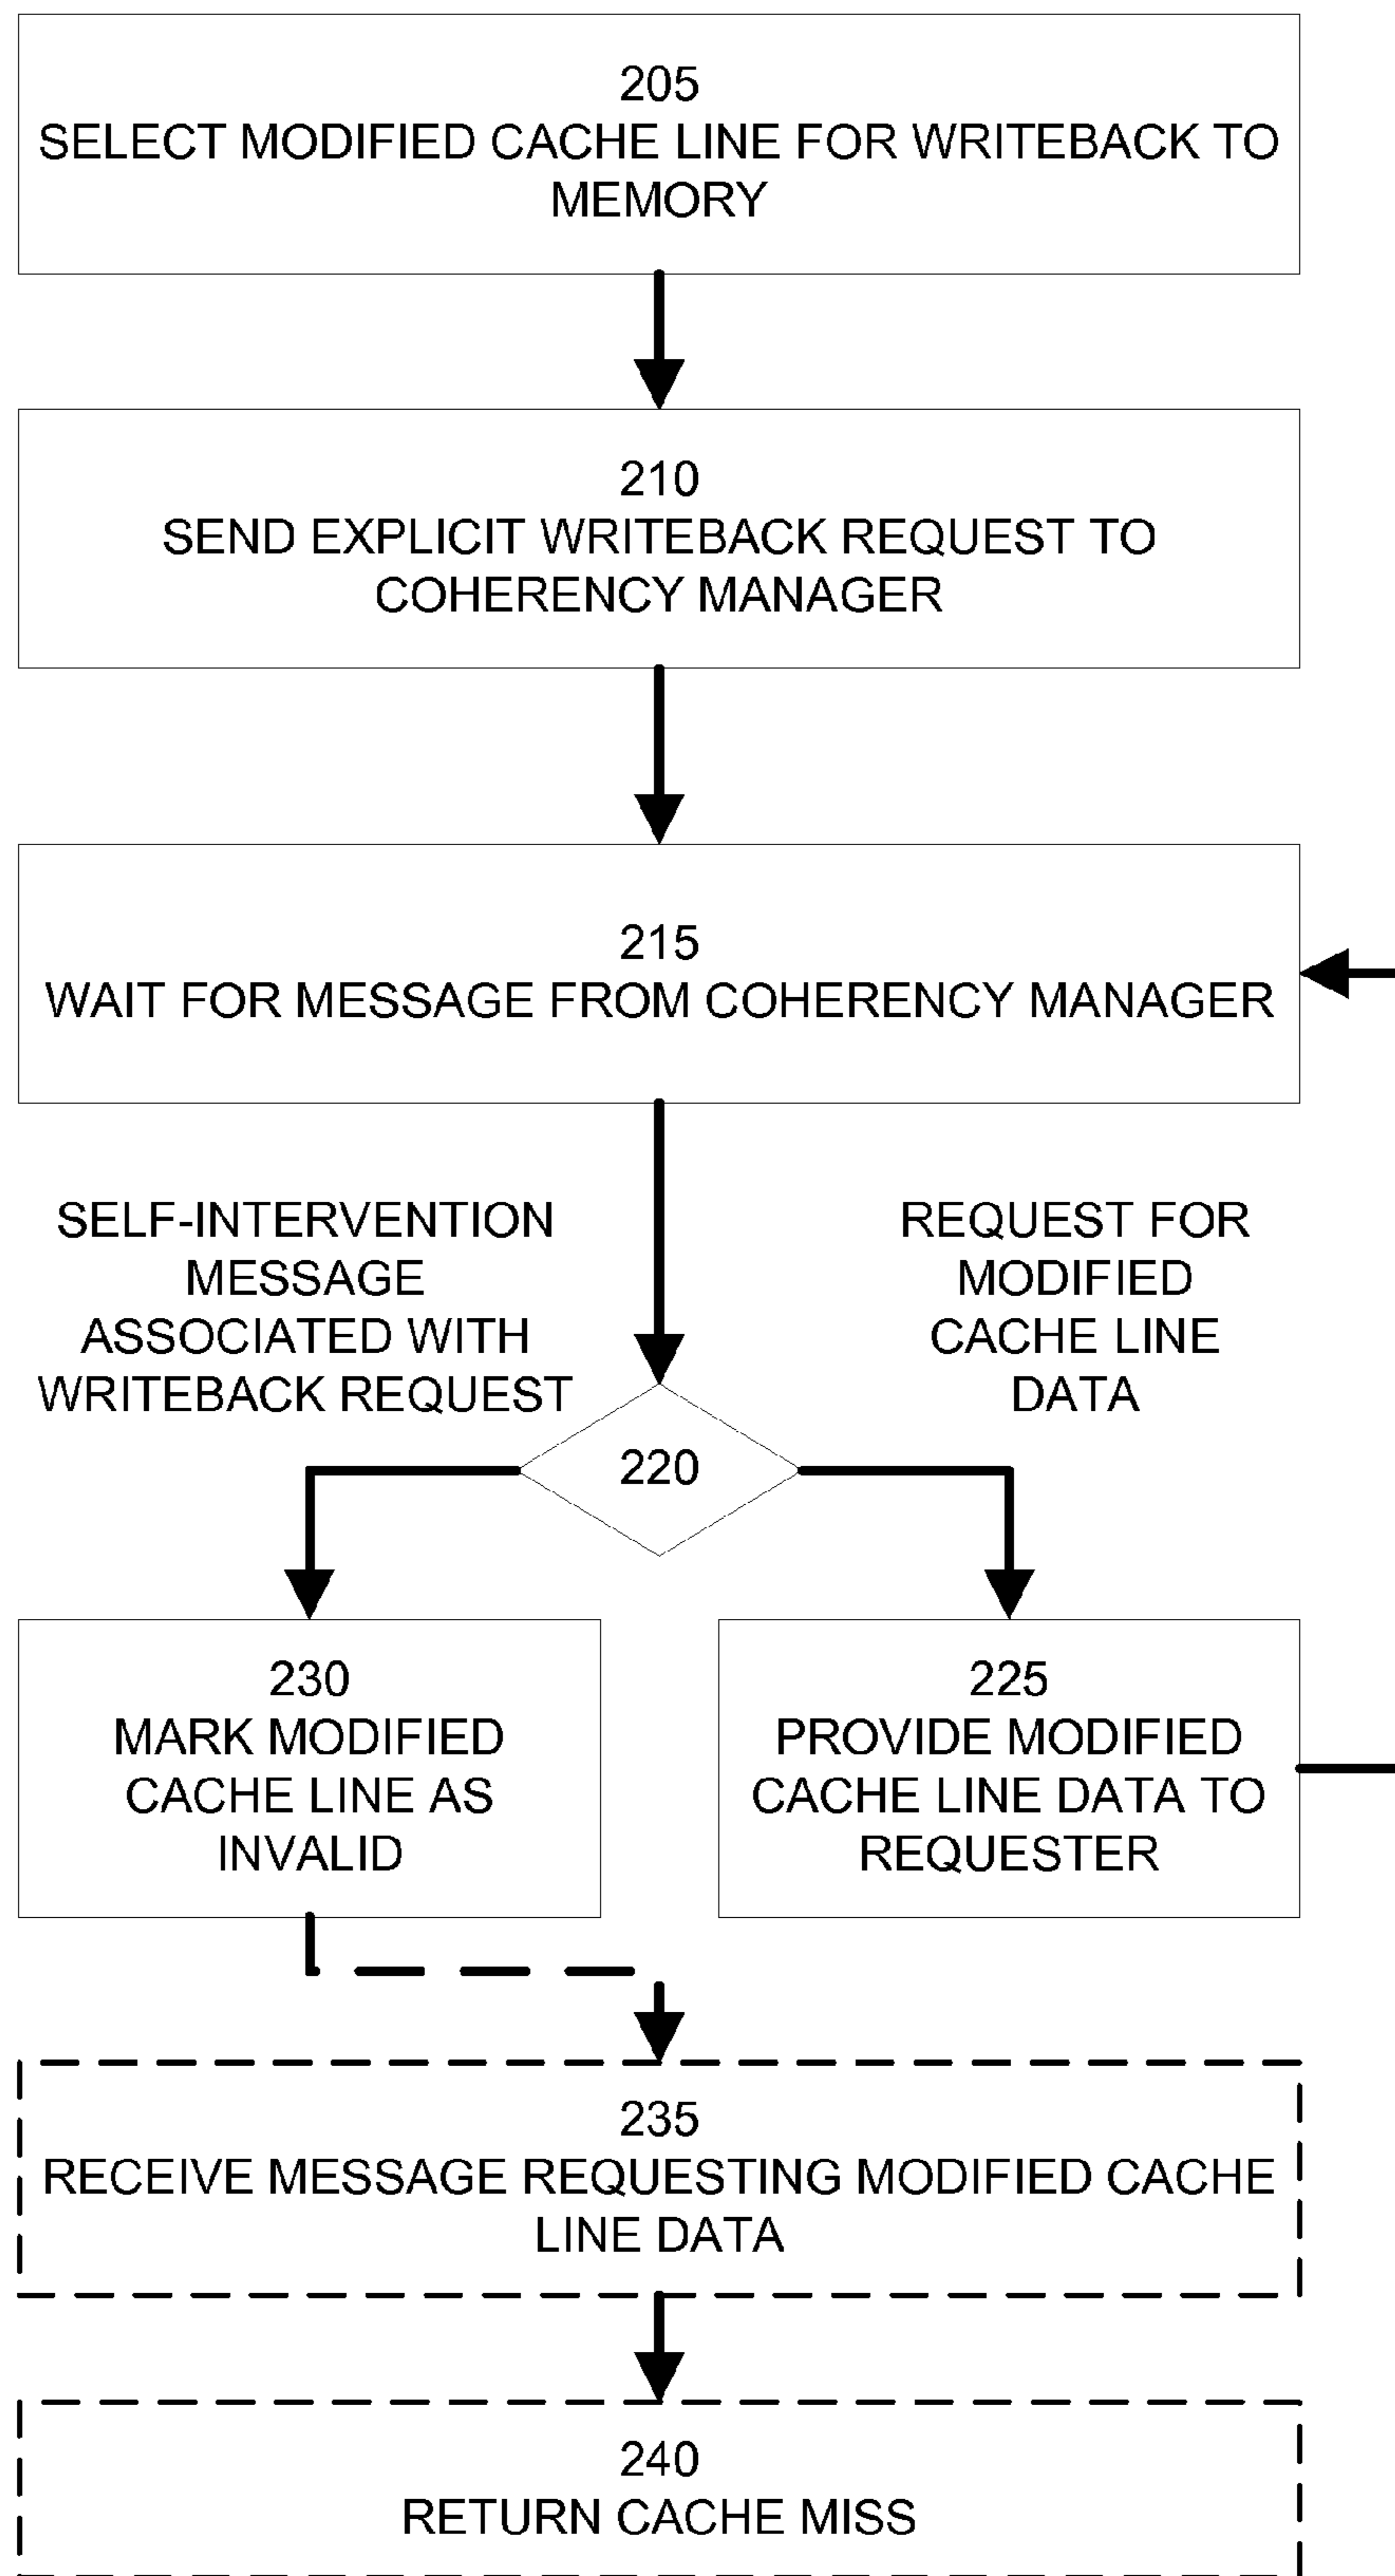 205
SELECT MODIFIED CACHE LINE FOR WRITEBACK TO
MEMORY
210
SEND EXPLICIT WRITEBACK REQUEST TO
COHERENCY MANAGER
215
WAIT FOR MESSAGE FROM COHERENCY MANAGER
SELF-INTERVENTION
MESSAGE
ASSOCIATED WITH
WRITEBACK REQUEST
REQUEST FOR
MODIFIED
CACHE LINE
DATA
220
230
MARK MODIFIED
CACHE LINE AS
INVALID
225
PROVIDE MODIFIED
CACHE LINE DATA TO
REQUESTER
235
RECEIVE MESSAGE REQUESTING MODIFIED CACHE
LINE DATA
240
RETURN CACHE MISS